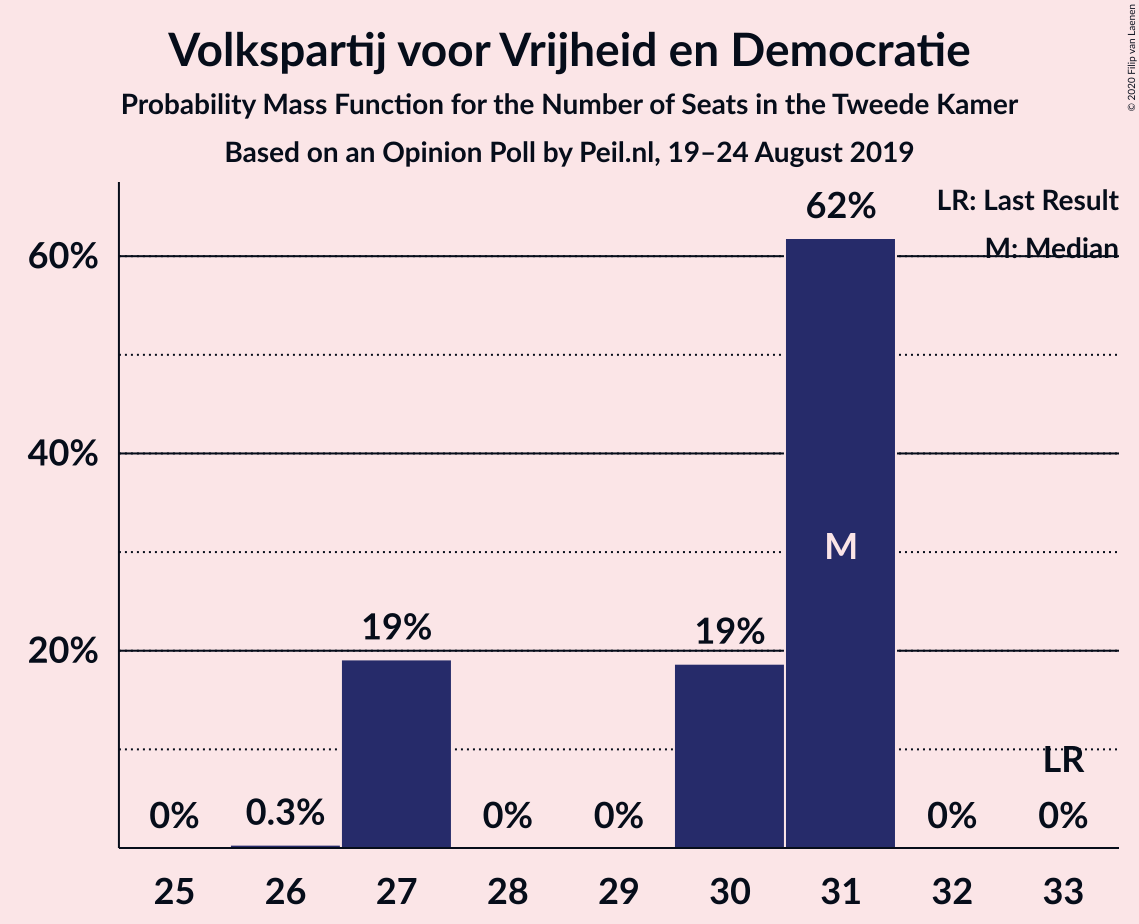 Volkspartij voor Vrijheid en Democratie
Probability Mass Function for the Number of Seats in the Tweede Kamer
Based on an Opinion Poll by Peil.nl, 19–24 August 2019
© 2020 Filip van Laenen
LR: Last Result
M: Median
60%
40%
20%
0%
0.3%
19%
0%
0%
19%
62%
M
0%
LR
0%
25 26 27 28 29 30 31 32 33